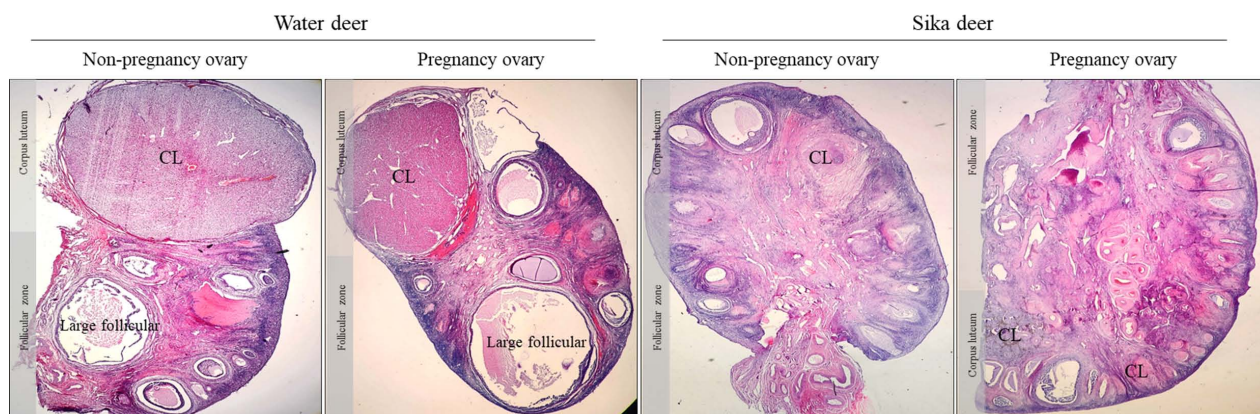 Water deer
Sika deer
Non-pregnancy ovary
Pregnancy ovary
Non-pregnancy ovary
Pregnancy ovary
Corpus luteum
Follicular zone
CL
Large follicular
Corpus luteum
Follicular zone
CL
Large follicular
Corpus luteum
Follicular zone
CL
Follicular zone
Corpus luteum
CL
CL